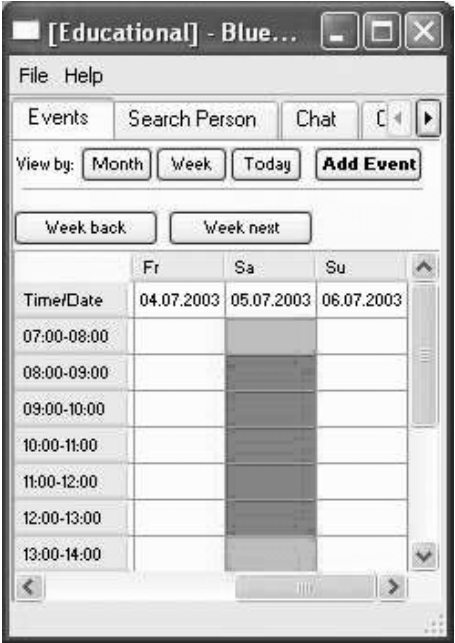 [Educational] - Blue...
File Help
Events Search Person Chat
View by: Month Week Today Add Event
Week back Week next
Fr Sa Su
Time/Date 04.07.2003 05.07.2003 06.07.2003
07:00-08:00
08:00-09:00
09:00-10:00
10:00-11:00
11:00-12:00
12:00-13:00
13:00-14:00